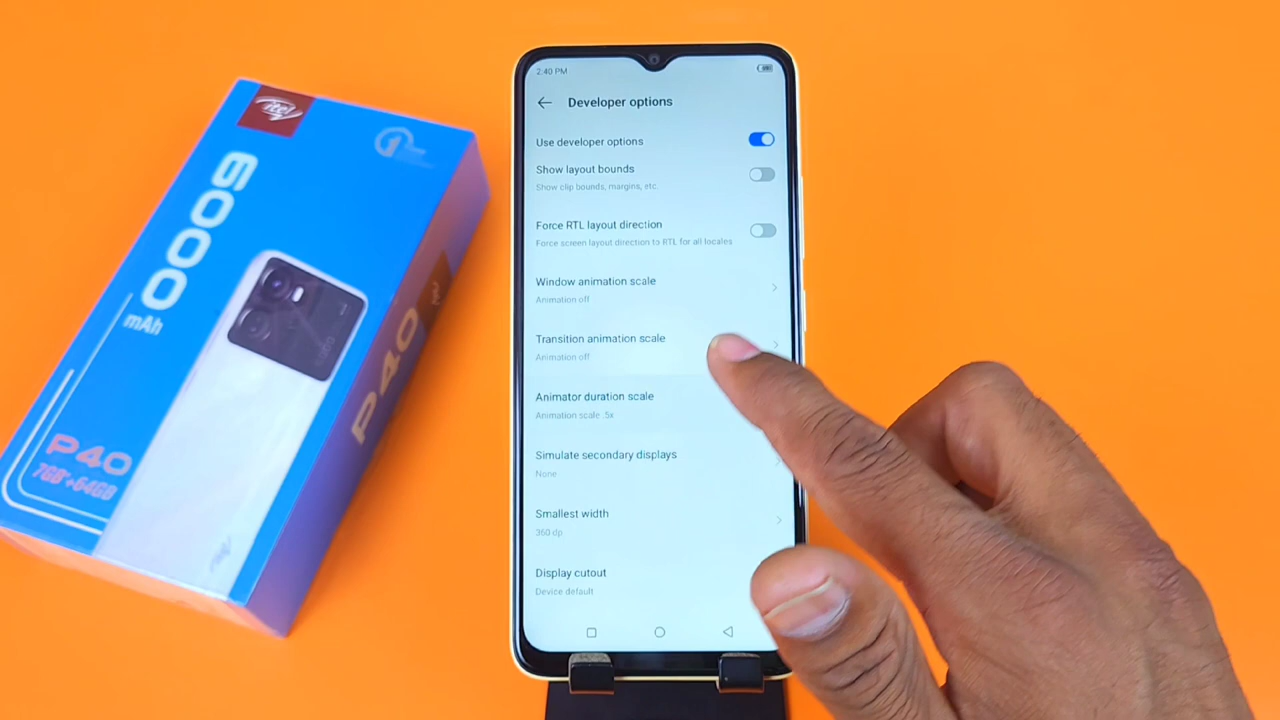 itel
6000
mAh
P40
7GB*+64GB
P40
2:40 PM
Developer options
Use developer options
Show layout bounds
Show clip bounds, margins, etc.
Force RTL layout direction
Force screen layout direction to RTL for all locales
Window animation scale
Animation off
Transition animation scale
Animation off
Animator duration scale
Animation scale .5x
Simulate secondary displays
None
Smallest width
360 dp
Display cutout
Device default